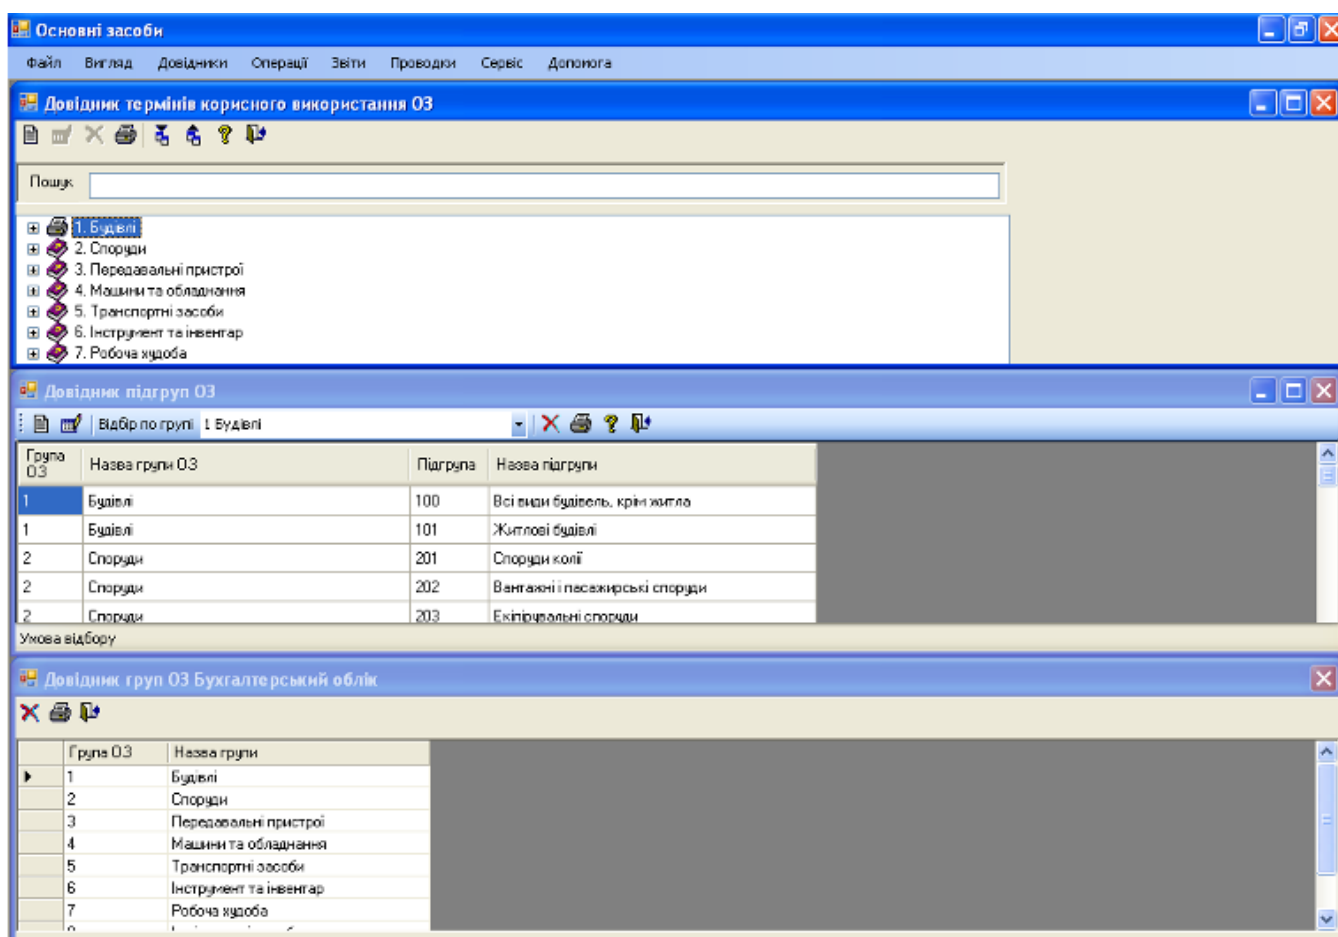 Основні засоби
Файл Вигляд Довідники Операції Звіти Проводки Сервіс Допомога
Довідник термінів корисного використання ОЗ
Пошук
1. Будівлі
2. Споруди
3. Передавальні пристрої
4. Машини та обладнання
5. Транспортні засоби
6. Інструмент та інвентар
7. Робоча худоба
Довідник підгруп ОЗ
Відбір по групі 1 Будівлі
Група ОЗ Назва групи ОЗ Підгрупа Назва підгрупи
1 Будівлі 100 Всі види будівель, крім житла
1 Будівлі 101 Житлові будівлі
2 Споруди 201 Споруди колії
2 Споруди 202 Вантажні і пасажирські споруди
2 Споруди 203 Екіпірувальні споруди
Умова відбору
Довідник груп ОЗ Бухгалтерський облік
Група ОЗ Назва групи
1 Будівлі
2 Споруди
3 Передавальні пристрої
4 Машини та обладнання
5 Транспортні засоби
6 Інструмент та інвентар
7 Робоча худоба